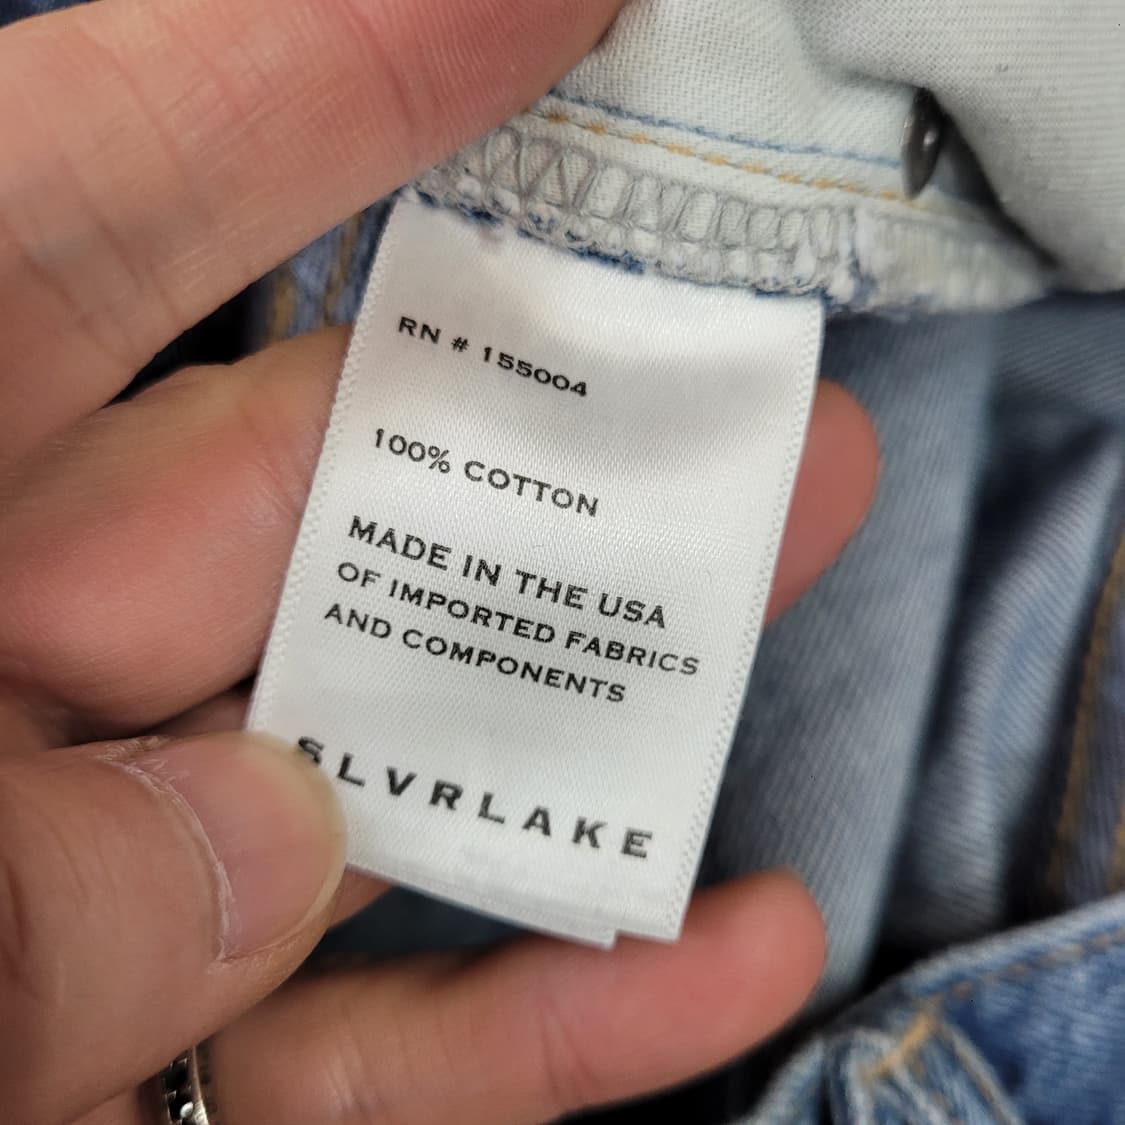 RN # 155004
100% COTTON
MADE IN THE USA
OF IMPORTED FABRICS
AND COMPONENTS
SLVRLAKE